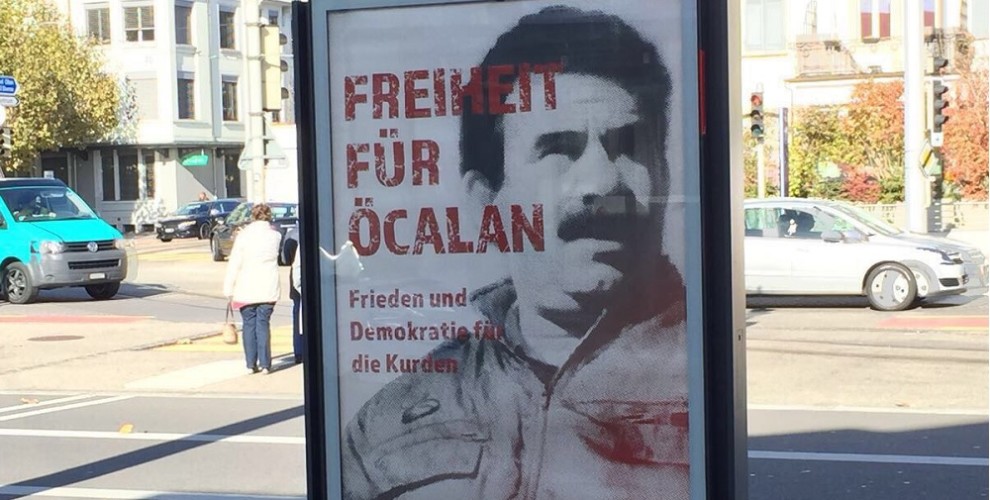 FREIHEIT
FÜR
ÖCALAN
Frieden und
Demokratie für
die Kurden